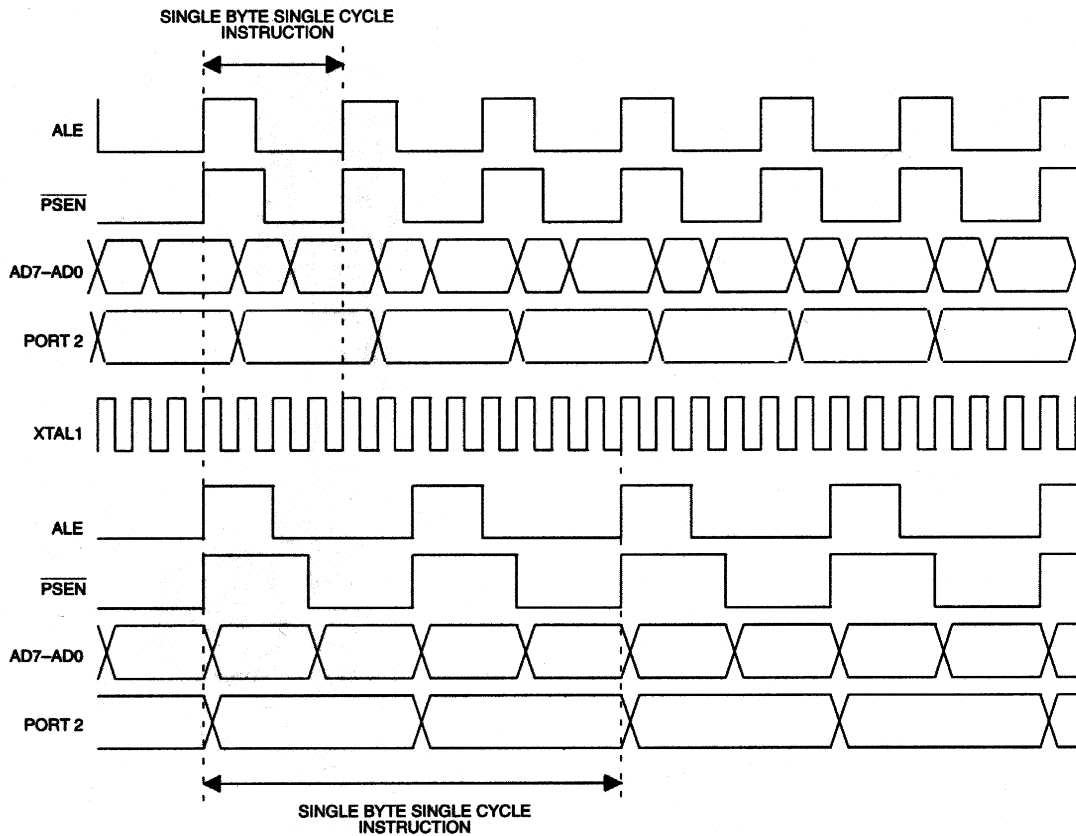 SINGLE BYTE SINGLE CYCLE
INSTRUCTION
ALE
PSEN
AD7–AD0
PORT 2
XTAL1
ALE
PSEN
AD7–AD0
PORT 2
SINGLE BYTE SINGLE CYCLE
INSTRUCTION